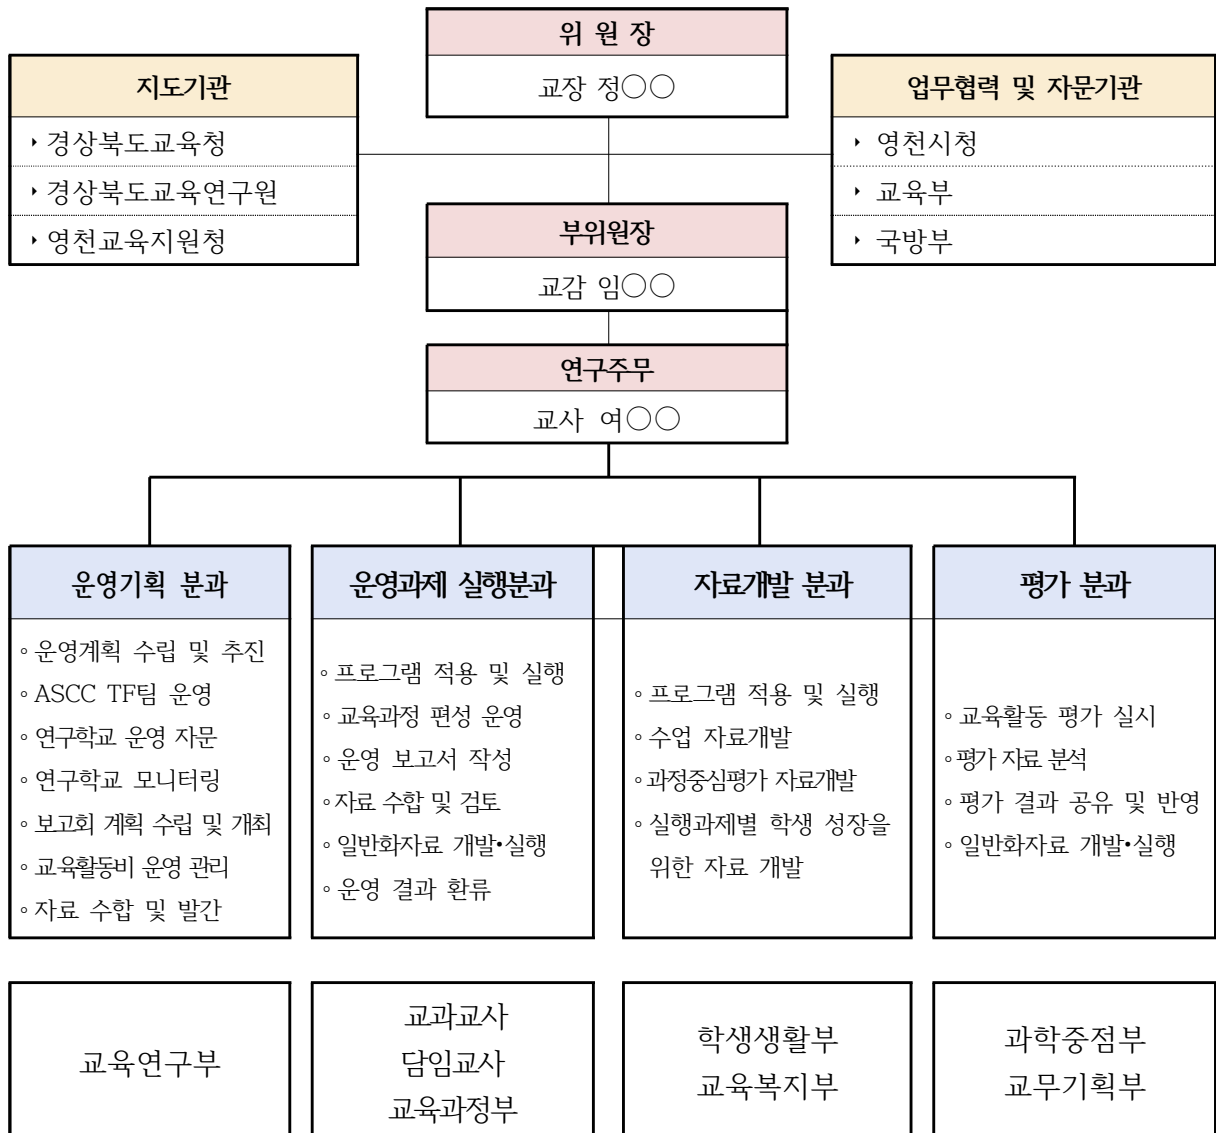 위 원 장
교장 정○○
지도기관
‣경상북도교육청
‣경상북도교육연구원
‣영천교육지원청
업무협력 및 자문기관
‣ 영천시청
‣ 교육부
‣ 국방부
부위원장
교감 임○○
연구주무
교사 여○○
운영기획 분과
◦운영계획 수립 및 추진
◦ASCC TF팀 운영
◦연구학교 운영 자문
◦연구학교 모니터링
◦보고회 계획 수립 및 개최
◦교육활동비 운영 관리
◦자료 수합 및 발간
운영과제 실행분과
◦프로그램 적용 및 실행
◦교육과정 편성 운영
◦운영 보고서 작성
◦자료 수합 및 검토
◦일반화자료 개발•실행
◦운영 결과 환류
자료개발 분과
◦프로그램 적용 및 실행
◦수업 자료개발
◦과정중심평가 자료개발
◦실행과제별 학생 성장을
위한 자료 개발
평가 분과
◦교육활동 평가 실시
◦평가 자료 분석
◦평가 결과 공유 및 반영
◦일반화자료 개발•실행
교육연구부
교과교사
담임교사
교육과정부
학생생활부
교육복지부
과학중점부
교무기획부